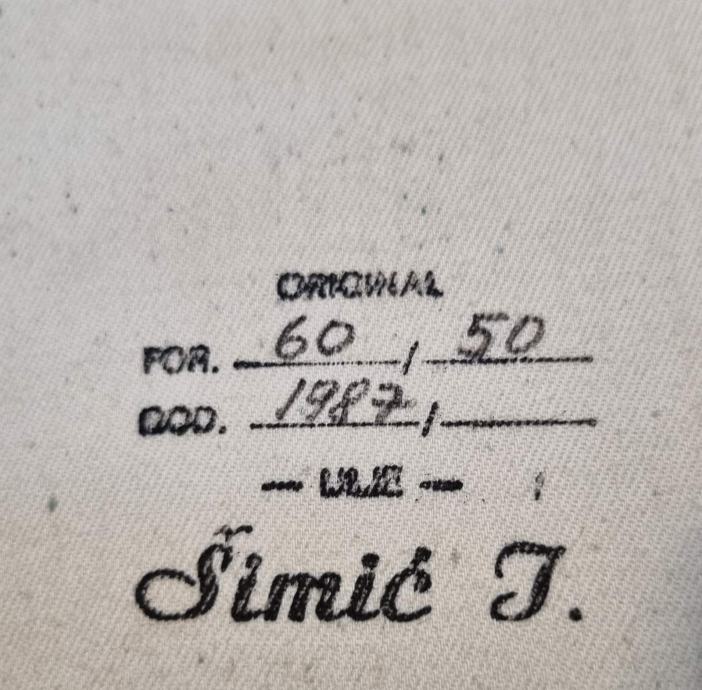 ORIGINAL
FOR. 60 / 50
GOD. 1987 /
— ULJE —
Šimić J.